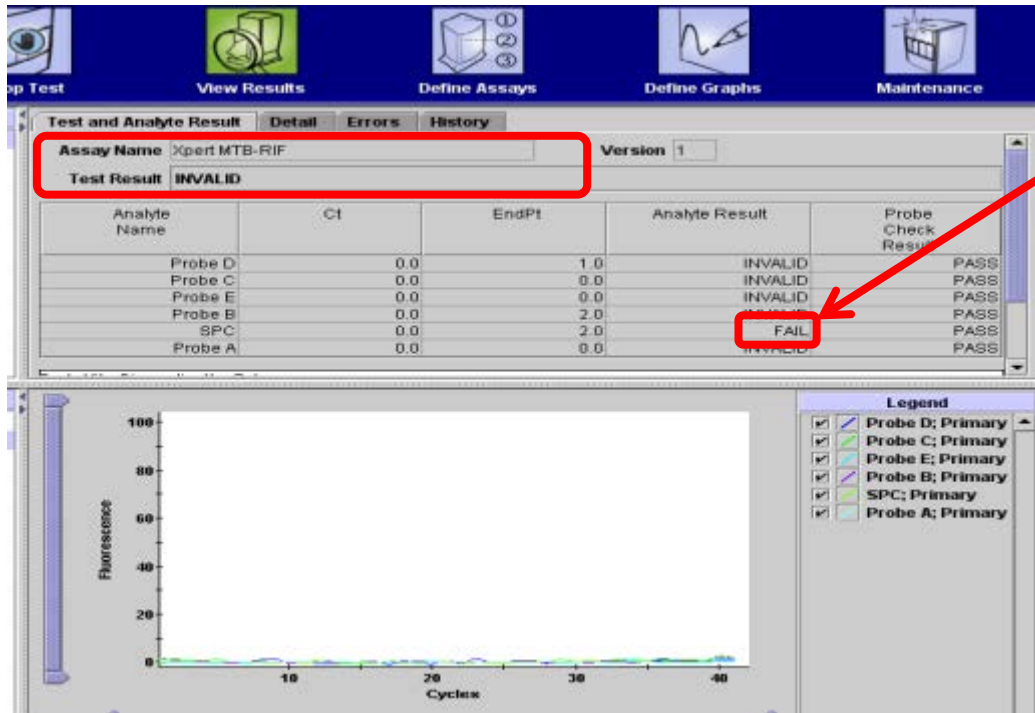 ① ② ③
op Test View Results Define Assays Define Graphs Maintenance
Test and Analyte Result Detail Errors History
Assay Name Xpert MTB-RIF Version 1
Test Result INVALID
Analyte Name Ct EndPt Analyte Result Probe Check Result
Probe D 0.0 1.0 INVALID PASS
Probe C 0.0 0.0 INVALID PASS
Probe E 0.0 0.0 INVALID PASS
Probe B 0.0 2.0 INVALID PASS
SPC 0.0 2.0 FAIL PASS
Probe A 0.0 0.0 INVALID PASS
Legend
Probe D; Primary
Probe C; Primary
Probe E; Primary
Probe B; Primary
SPC; Primary
Probe A; Primary
100
80
60
40
20
0
Fluorescence
10 20 30 40
Cycles